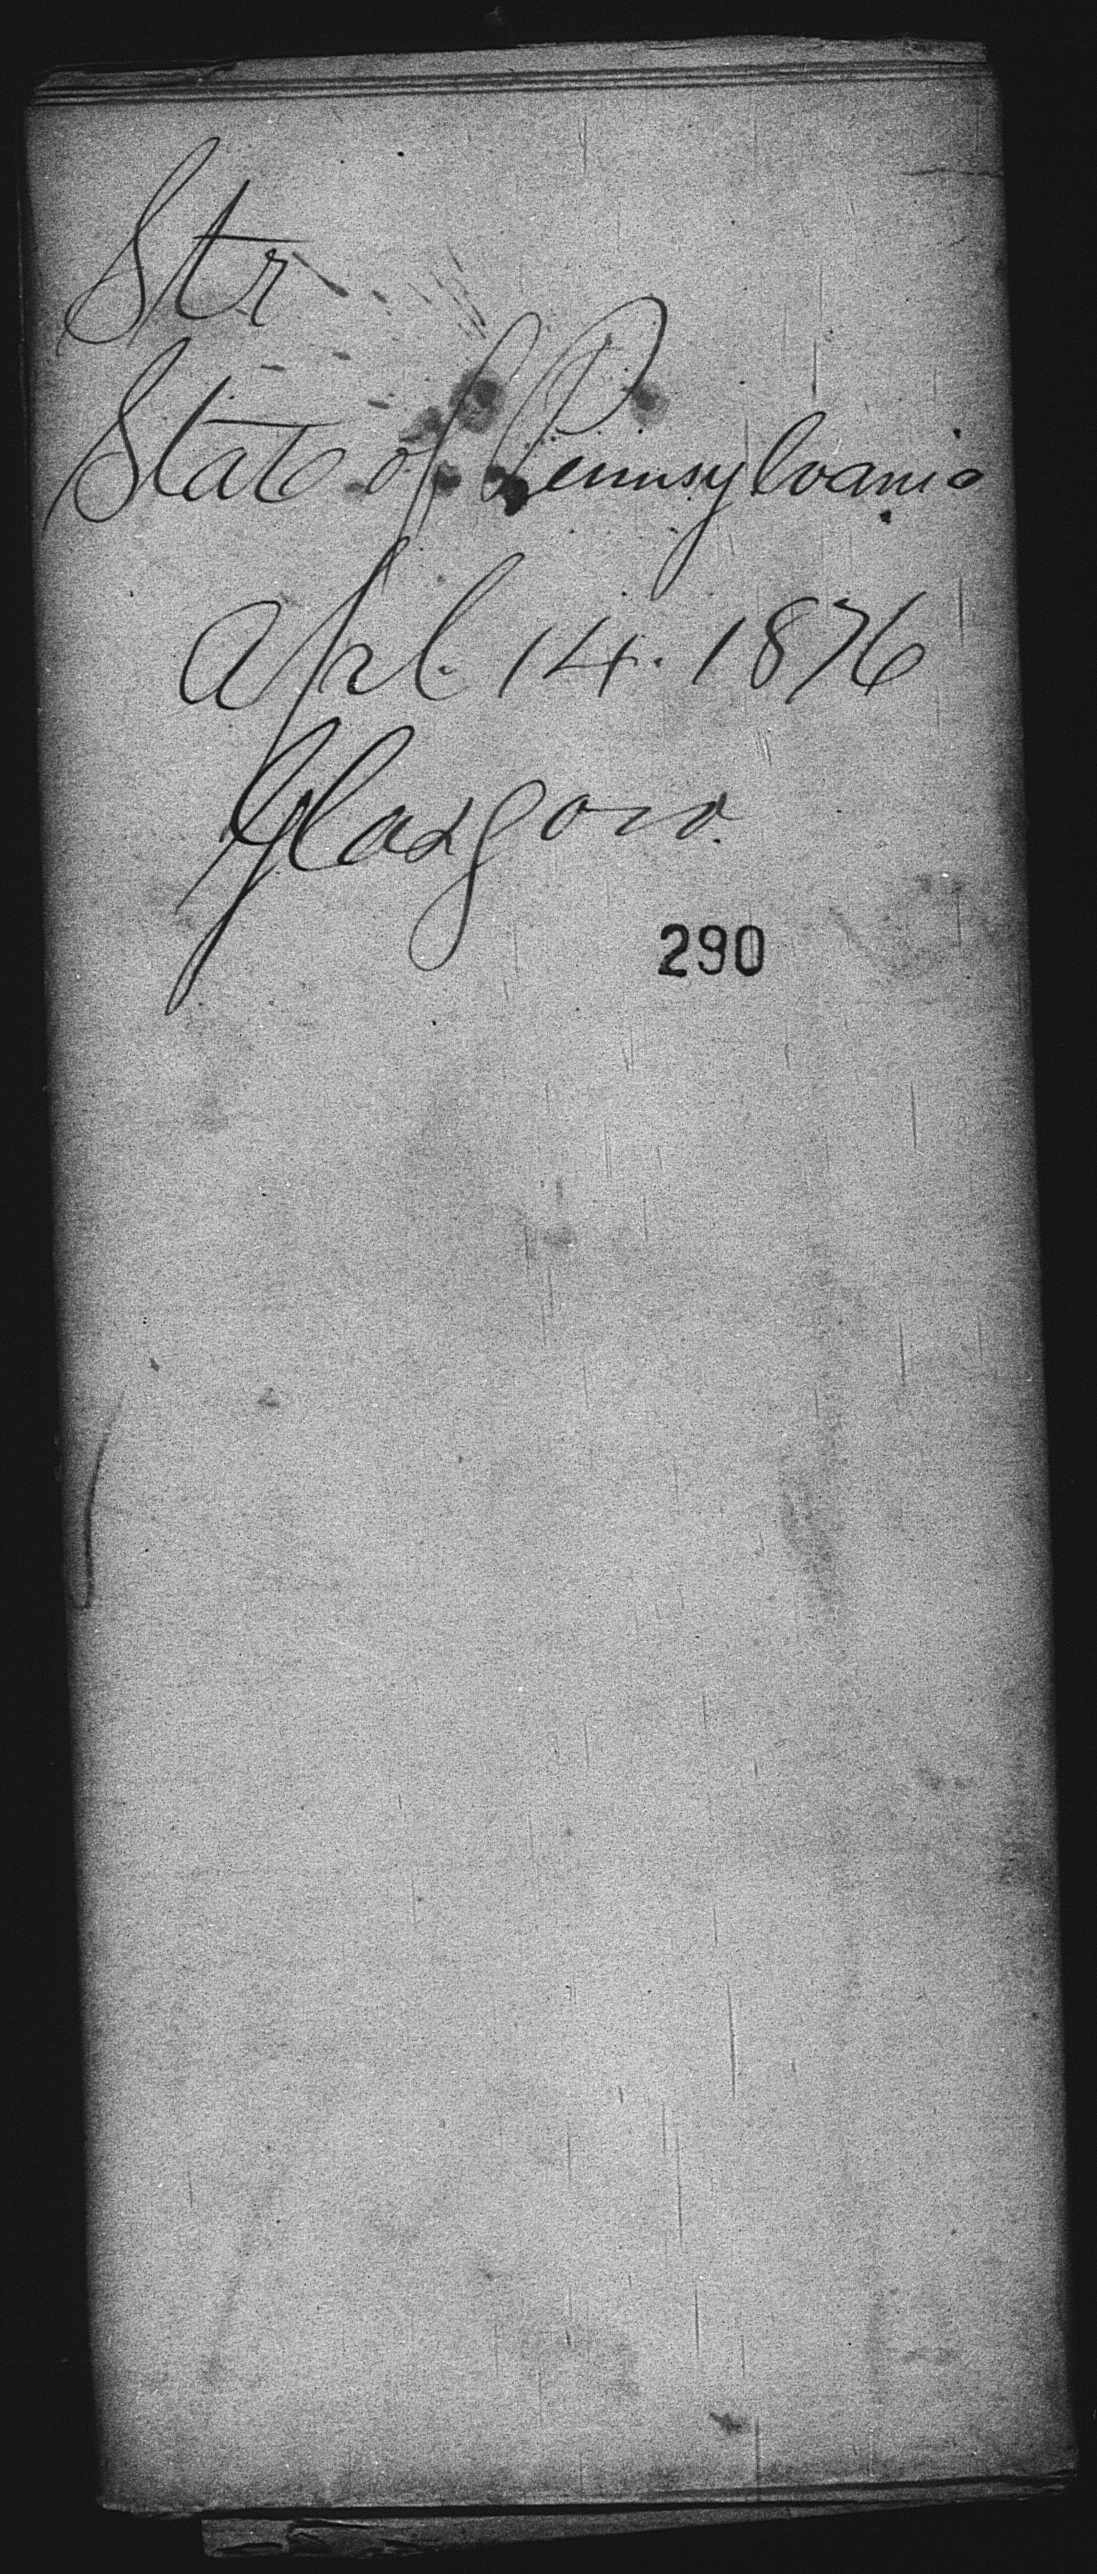 Str
State of Pennsylvania
Apl. 14. 1876
Glasgow.
290